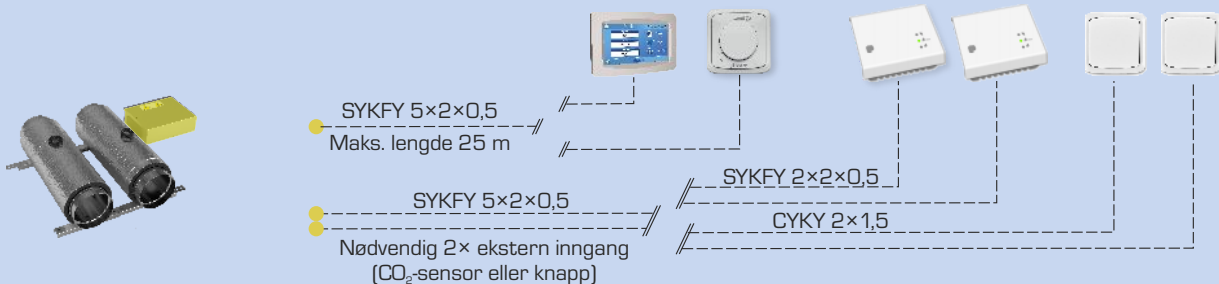 SYKFY 5×2×0,5
Maks. lengde 25 m
SYKFY 2×2×0,5
SYKFY 5×2×0,5
CYKY 2×1,5
Nødvendig 2× ekstern inngang
(CO₂-sensor eller knapp)